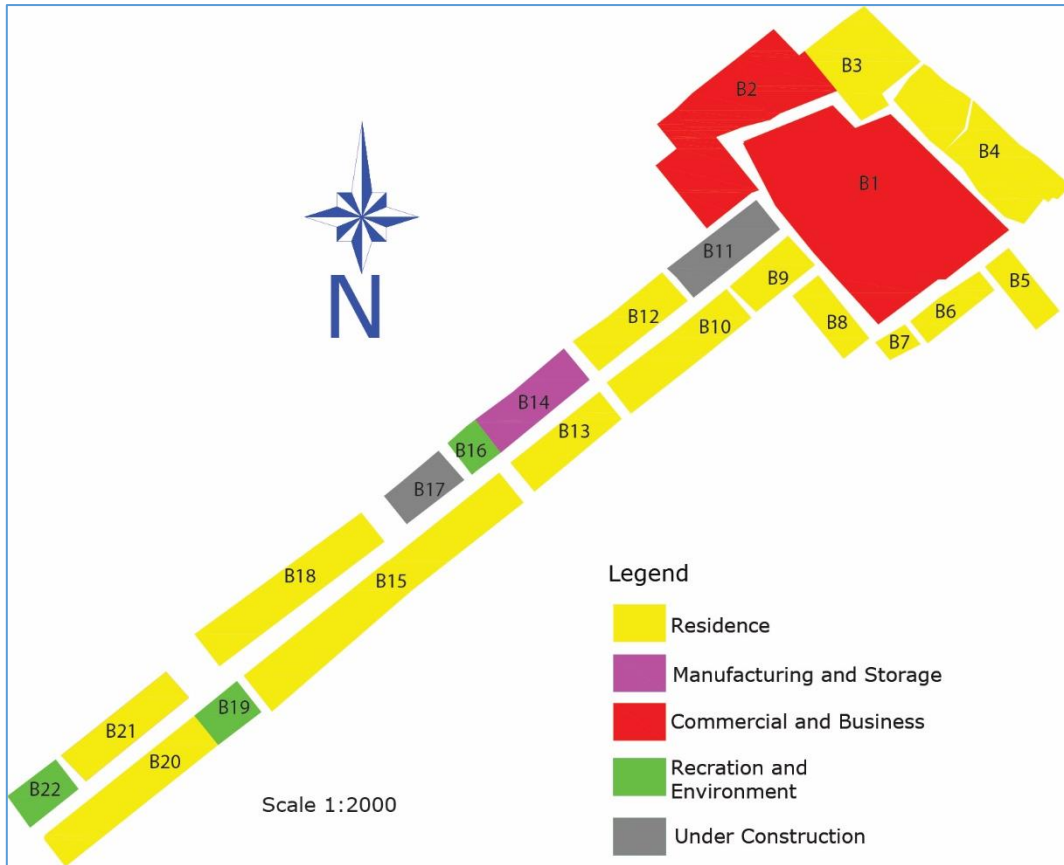 B3
B2
B4
B1
B11
B5
B9
B6
B12
B10
B8
B7
B14
B13
B16
B17
B18
B15
B19
B21
B20
B22
N
Scale 1:2000
Legend
Residence
Manufacturing and Storage
Commercial and Business
Recration and
Environment
Under Construction